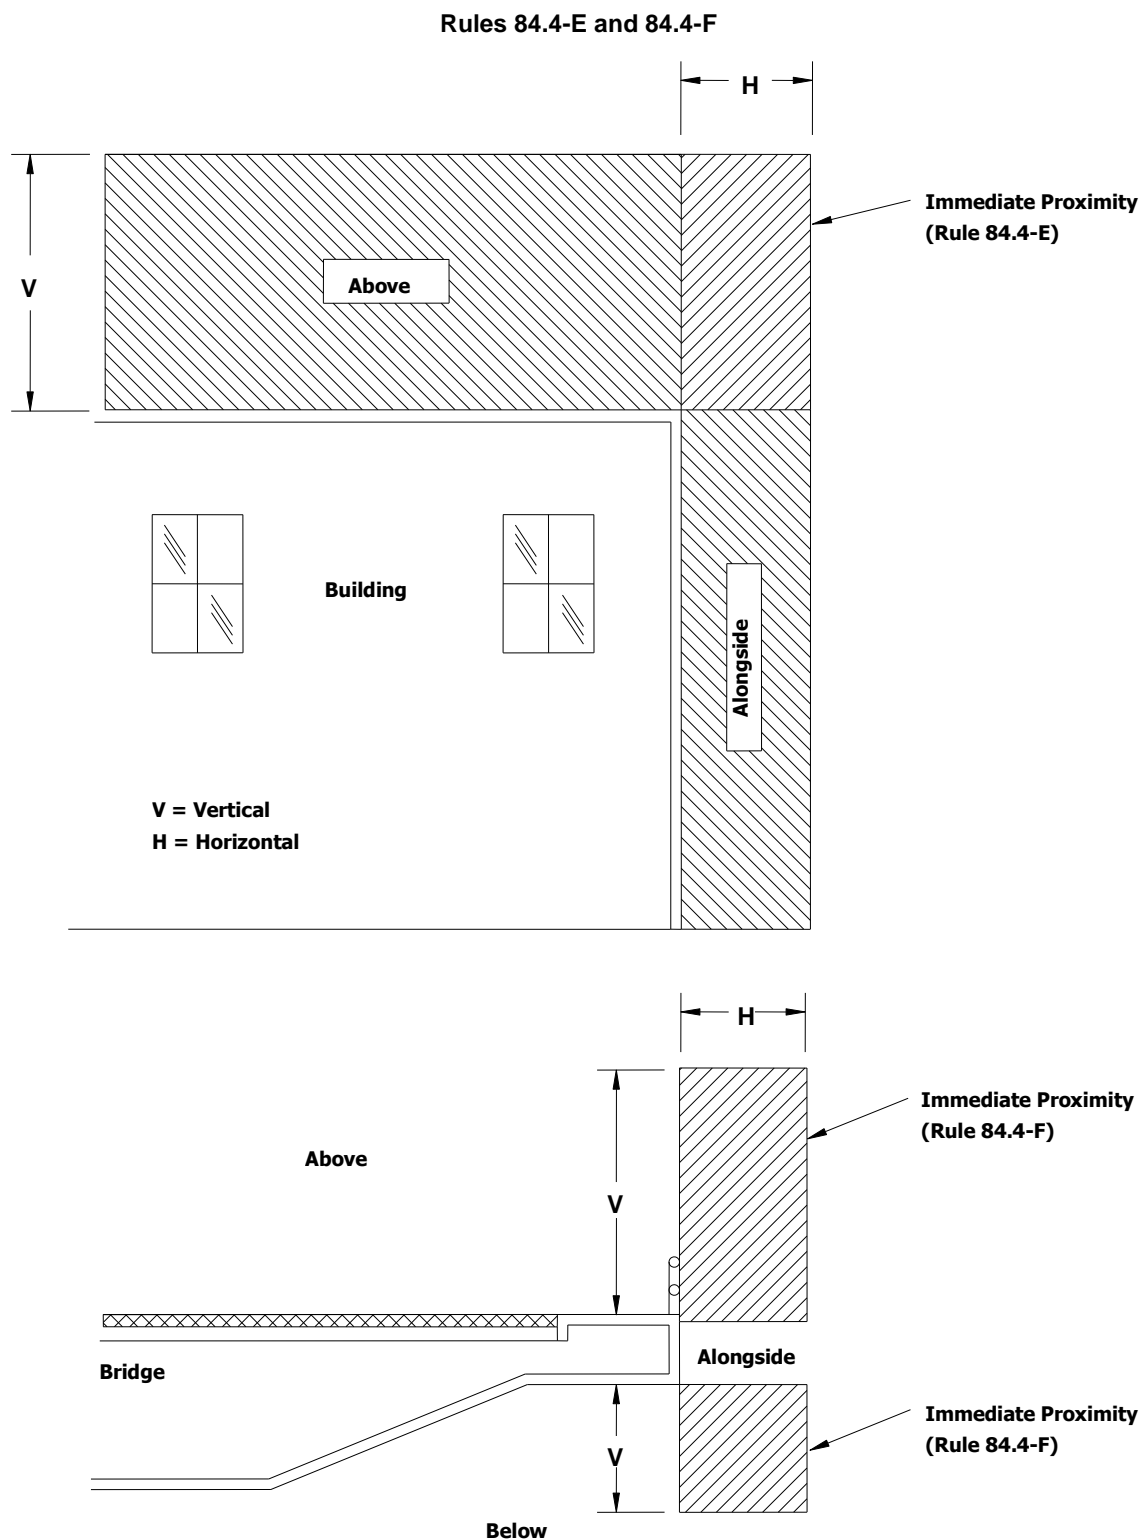 Rules 84.4-E and 84.4-F
H
Immediate Proximity
(Rule 84.4-E)
V
Above
Building
Alongside
V = Vertical
H = Horizontal
H
Immediate Proximity
(Rule 84.4-F)
Above
V
Alongside
Bridge
Immediate Proximity
(Rule 84.4-F)
V
Below